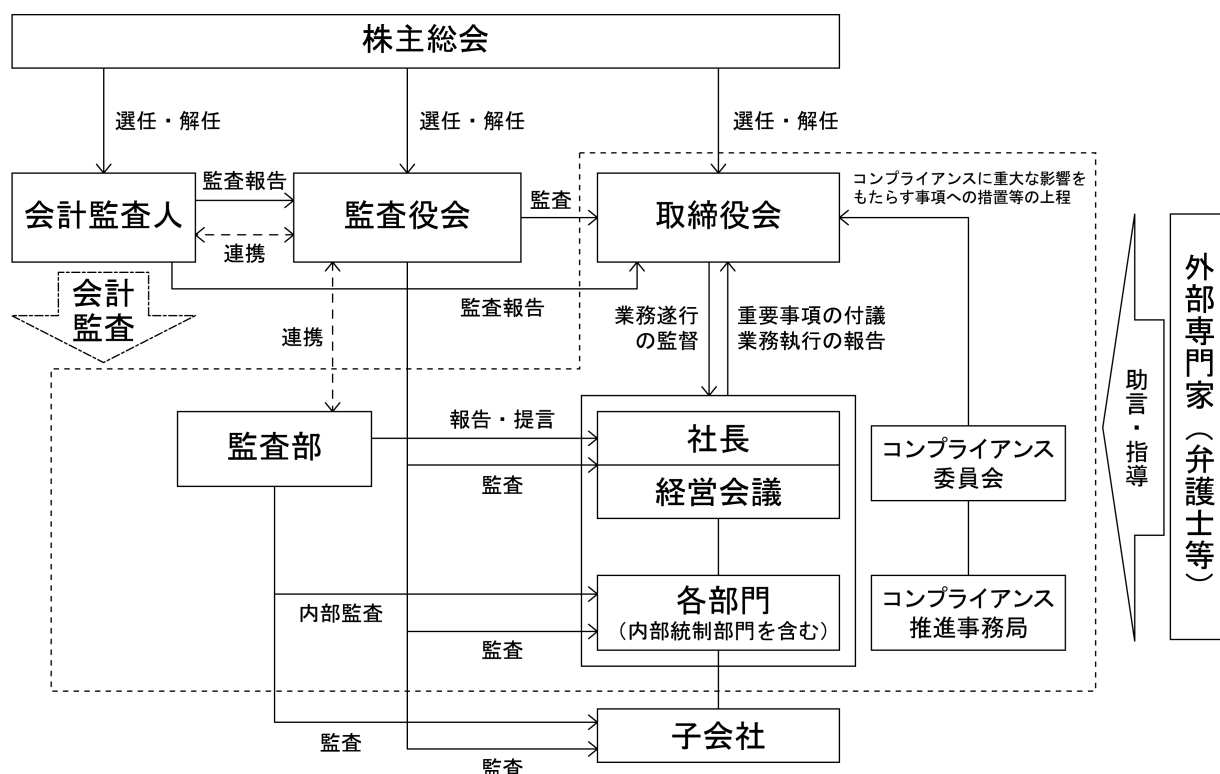 株主総会
選任・解任
選任・解任
選任・解任
会計監査人
監査報告
連携
監査役会
監査
取締役会
コンプライアンスに重大な影響を
もたらす事項への措置等の上程
会計
監査
監査報告
連携
業務遂行
の監督
重要事項の付議
業務執行の報告
外部専門家（弁護士等）
助言・指導
監査部
報告・提言
監査
社長
経営会議
コンプライアンス
委員会
内部監査
監査
各部門
（内部統制部門を含む）
コンプライアンス
推進事務局
監査
監査
子会社